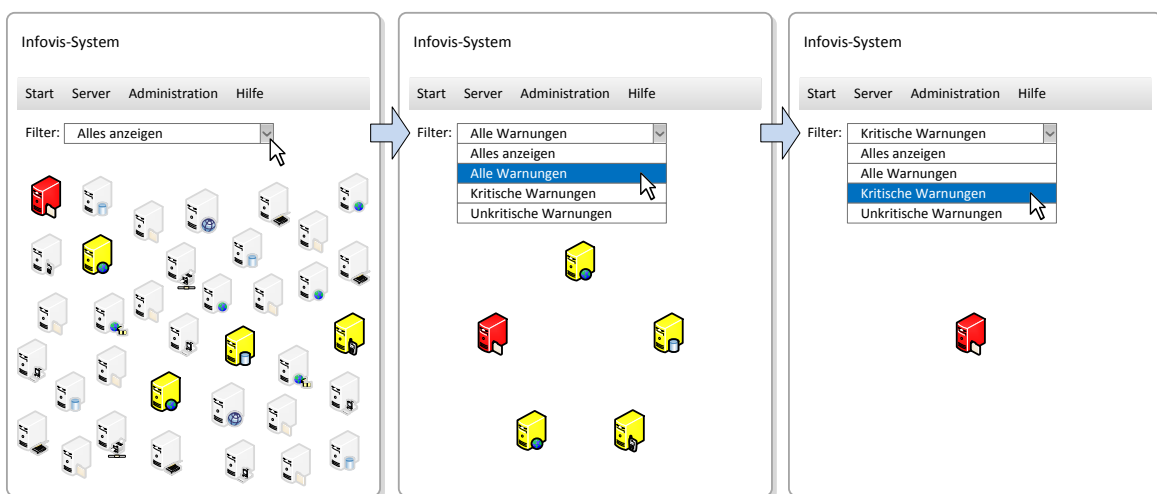 Infovis-System
Start Server Administration Hilfe
Filter: Alles anzeigen
Infovis-System
Start Server Administration Hilfe
Filter: Alle Warnungen
Alles anzeigen
Alle Warnungen
Kritische Warnungen
Unkritische Warnungen
Infovis-System
Start Server Administration Hilfe
Filter: Kritische Warnungen
Alles anzeigen
Alle Warnungen
Kritische Warnungen
Unkritische Warnungen